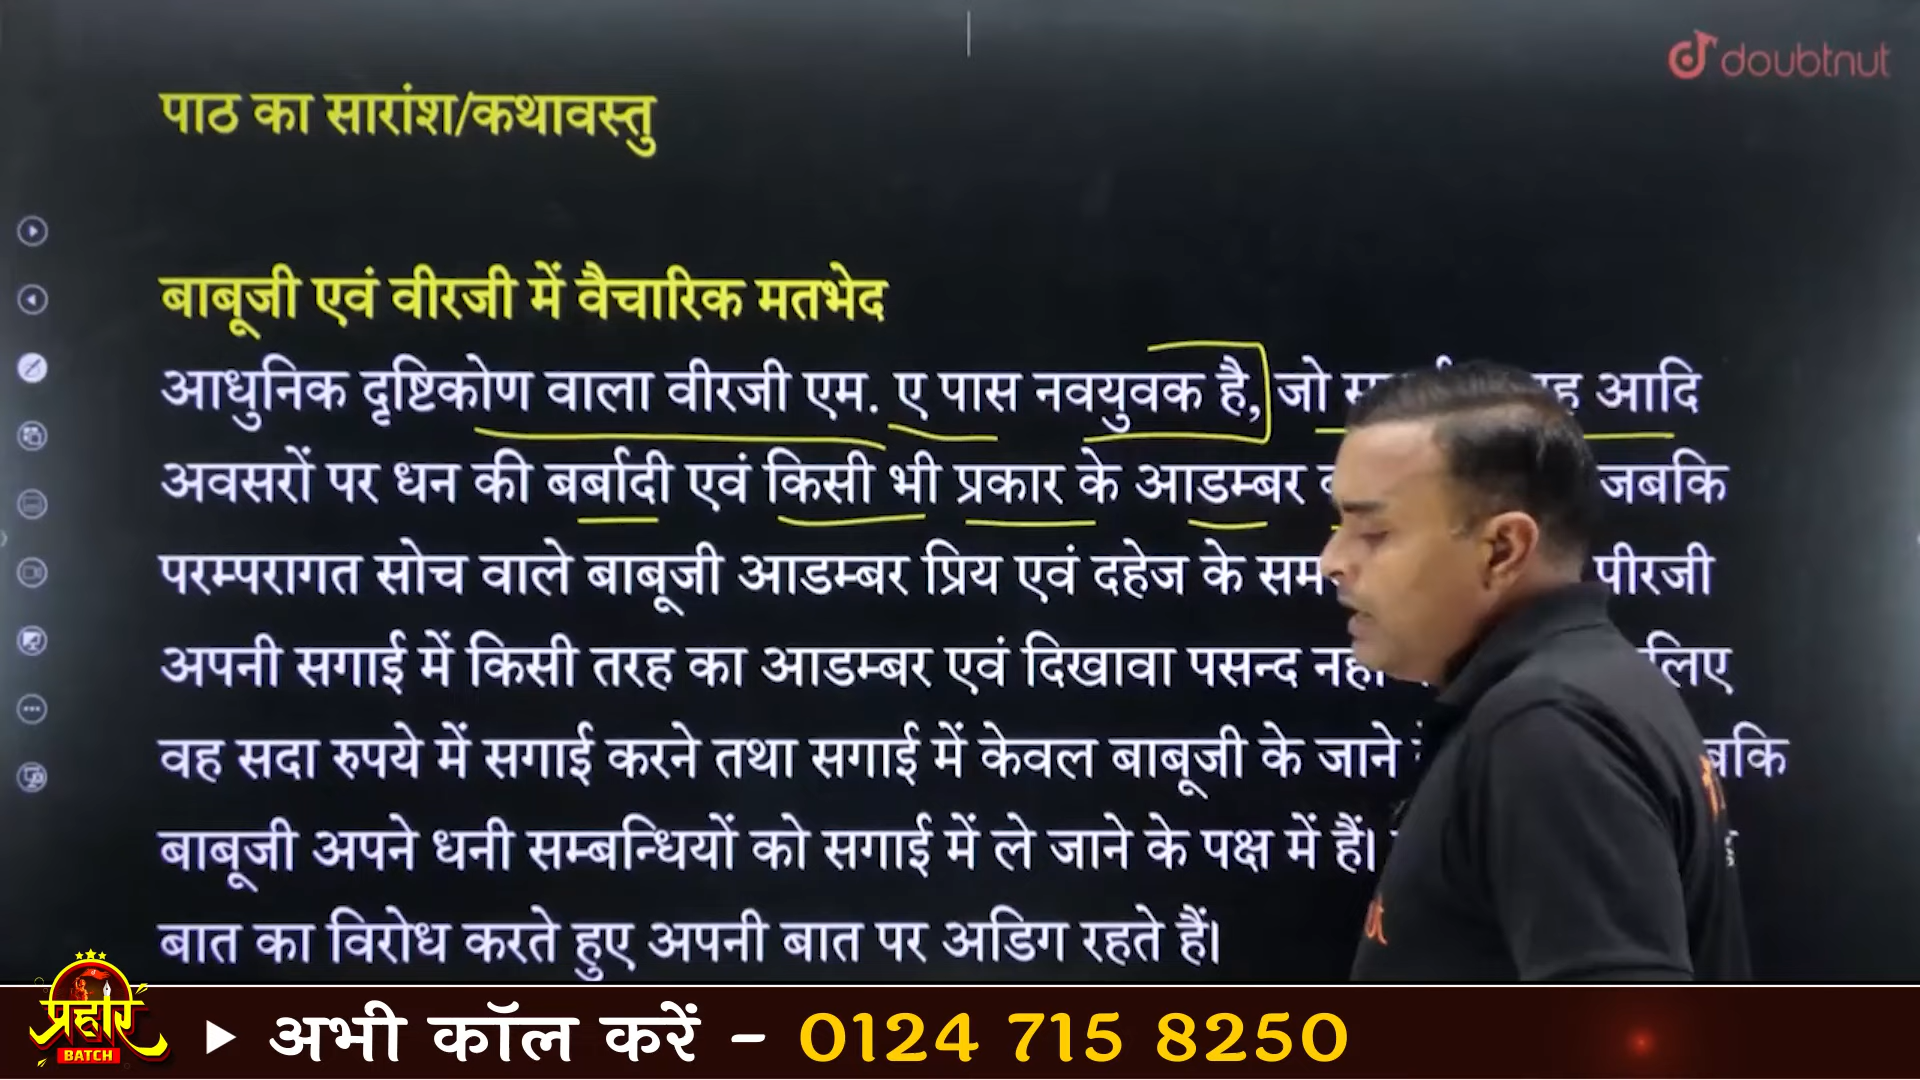 doubtnut
पाठ का सारांश/कथावस्तु
बाबूजी एवं वीरजी में वैचारिक मतभेद
आधुनिक दृष्टिकोण वाला वीरजी एम. ए पास नवयुवक है, जो आदि
अवसरों पर धन की बर्बादी एवं किसी भी प्रकार के आडम्बर जबकि
परम्परागत सोच वाले बाबूजी आडम्बर प्रिय एवं दहेज के पीरजी
अपनी सगाई में किसी तरह का आडम्बर एवं दिखावा पसन्द
वह सदा रुपये में सगाई करने तथा सगाई में केवल बाबूजी के जाने
बाबूजी अपने धनी सम्बन्धियों को सगाई में ले जाने के पक्ष में हैं।
बात का विरोध करते हुए अपनी बात पर अडिग रहते हैं।
प्रहार
BATCH
अभी कॉल करें – 0124 715 8250